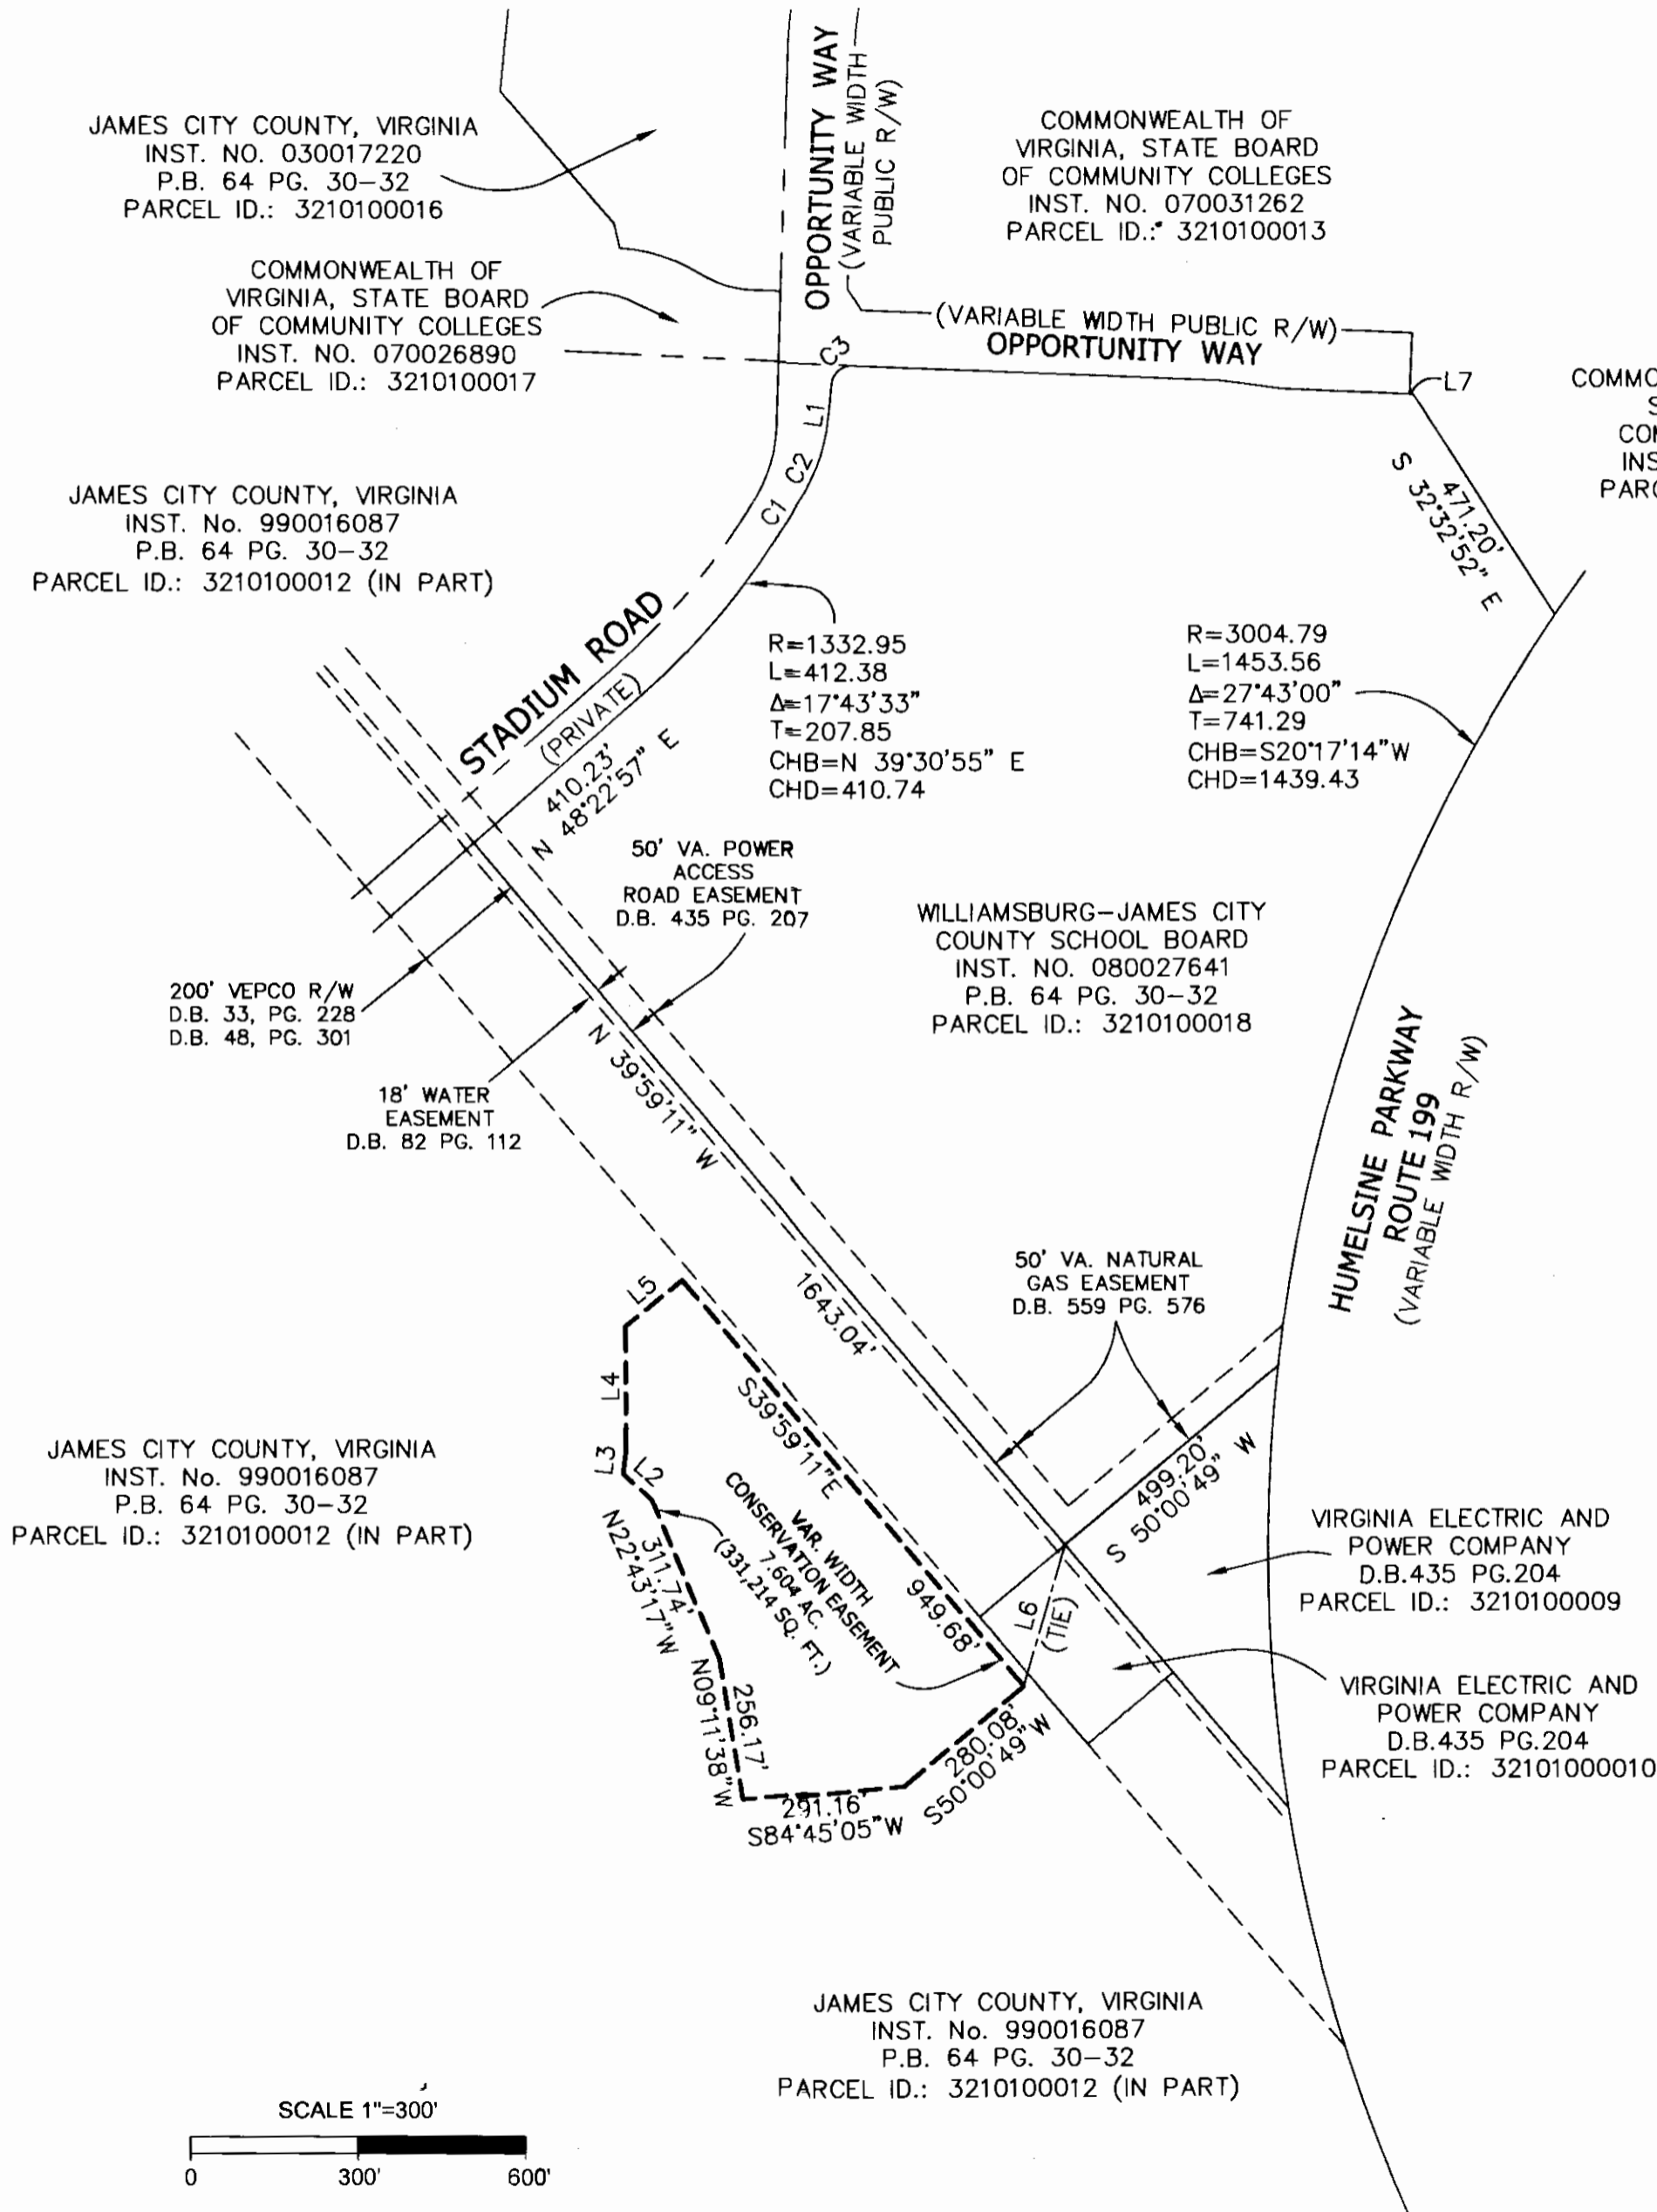 OPPORTUNITY WAY
(VARIABLE WIDTH
PUBLIC R/W)
JAMES CITY COUNTY, VIRGINIA
INST. NO. 030017220
P.B. 64 PG. 30-32
PARCEL ID.: 3210100016
COMMONWEALTH OF
VIRGINIA, STATE BOARD
OF COMMUNITY COLLEGES
INST. NO. 070031262
PARCEL ID.: 3210100013
COMMONWEALTH OF
VIRGINIA, STATE BOARD
OF COMMUNITY COLLEGES
INST. NO. 070026890
PARCEL ID.: 3210100017
(VARIABLE WIDTH PUBLIC R/W)
OPPORTUNITY WAY
C3
L7
L1
C2
C1
COMMO
S
CON
INS
PARC
S 32°32'52" E
471.20'
JAMES CITY COUNTY, VIRGINIA
INST. No. 990016087
P.B. 64 PG. 30-32
PARCEL ID.: 3210100012 (IN PART)
STADIUM ROAD
(PRIVATE)
410.23'
N 48°22'57" E
R=1332.95
L=412.38
Δ=17°43'33"
T=207.85
CHB=N 39°30'55" E
CHD=410.74
R=3004.79
L=1453.56
Δ=27°43'00"
T=741.29
CHB=S20°17'14"W
CHD=1439.43
50' VA. POWER
ACCESS
ROAD EASEMENT
D.B. 435 PG. 207
WILLIAMSBURG-JAMES CITY
COUNTY SCHOOL BOARD
INST. NO. 080027641
P.B. 64 PG. 30-32
PARCEL ID.: 3210100018
200' VEPCO R/W
D.B. 33, PG. 228
D.B. 48, PG. 301
18' WATER
EASEMENT
D.B. 82 PG. 112
N 39°59'11" W
1643.04'
HUMELSINE PARKWAY
ROUTE 199
(VARIABLE WIDTH R/W)
50' VA. NATURAL
GAS EASEMENT
D.B. 559 PG. 576
L5
L4
L3
L2
S39°59'11"E
949.68'
499.20'
S 50°00'49" W
JAMES CITY COUNTY, VIRGINIA
INST. No. 990016087
P.B. 64 PG. 30-32
PARCEL ID.: 3210100012 (IN PART)
VAR. WIDTH
CONSERVATION EASEMENT
7.604 AC.
(331,214 SQ. FT.)
311.74'
N22°43'17"W
L6
(TIE)
VIRGINIA ELECTRIC AND
POWER COMPANY
D.B.435 PG.204
PARCEL ID.: 3210100009
256.17'
N09°11'38"W
VIRGINIA ELECTRIC AND
POWER COMPANY
D.B.435 PG.204
PARCEL ID.: 32101000010
280.08'
S50°00'49"W
291.16'
S84°45'05"W
JAMES CITY COUNTY, VIRGINIA
INST. No. 990016087
P.B. 64 PG. 30-32
PARCEL ID.: 3210100012 (IN PART)
SCALE 1"=300'
0 300' 600'